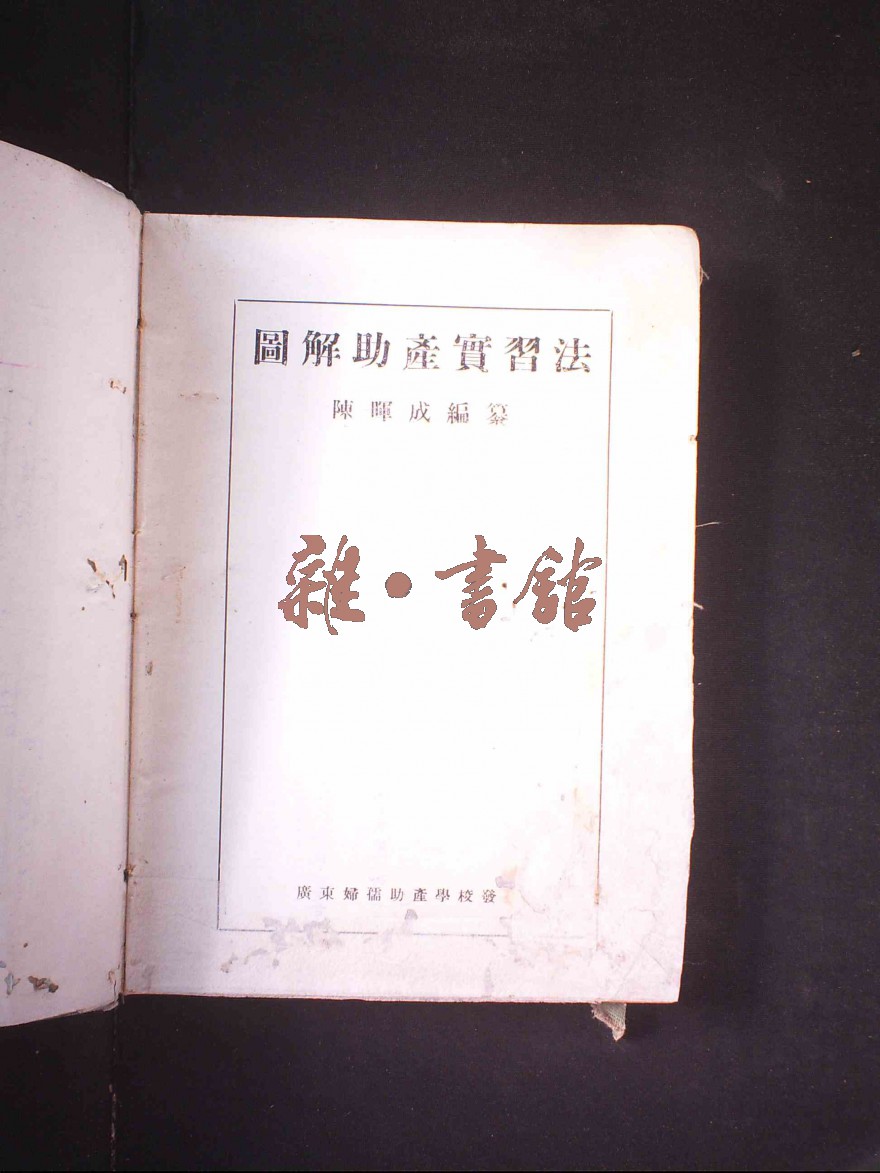 圖解助產實習法
陳暉成編纂
雜·書館
廣東婦孺助產學校發